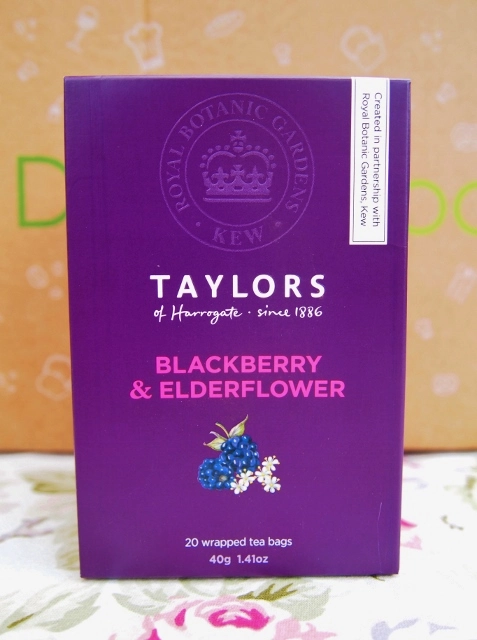 ROYAL BOTANIC GARDENS
• KEW •
Created in partnership with
Royal Botanic Gardens, Kew
TAYLORS
of Harrogate · since 1886
BLACKBERRY
& ELDERFLOWER
20 wrapped tea bags
40g 1.41oz